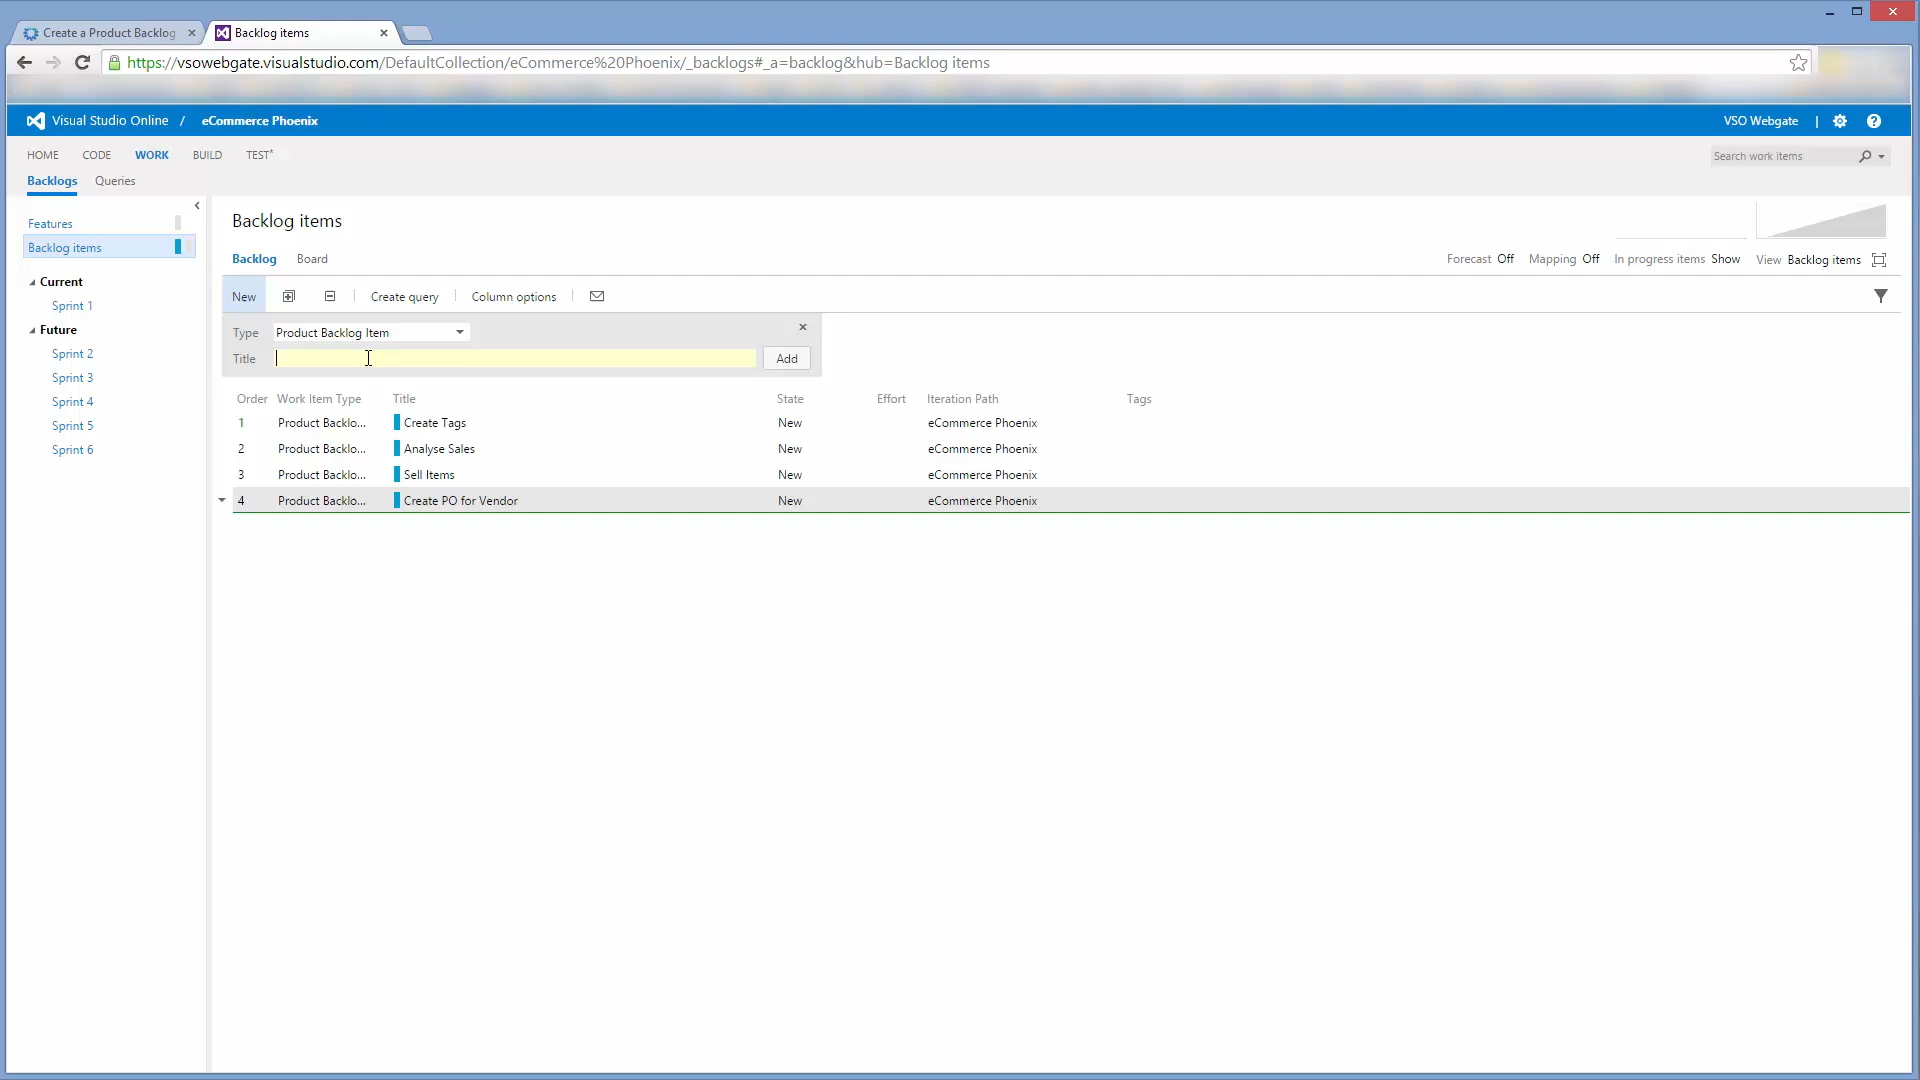 Create a Product Backlog
Backlog items
https://vsowebgate.visualstudio.com/DefaultCollection/eCommerce%20Phoenix/_backlogs#_a=backlog&hub=Backlog items
Visual Studio Online / eCommerce Phoenix
VSO Webgate |
HOME CODE WORK BUILD TEST*
Search work items
Backlogs Queries
Features
Backlog items
Current
Sprint 1
Future
Sprint 2
Sprint 3
Sprint 4
Sprint 5
Sprint 6
Backlog items
Backlog Board
Forecast Off Mapping Off In progress items Show View Backlog items
New Create query Column options
Type Product Backlog Item
Title Add
Order Work Item Type Title State Effort Iteration Path Tags
1 Product Backlo... Create Tags New eCommerce Phoenix
2 Product Backlo... Analyse Sales New eCommerce Phoenix
3 Product Backlo... Sell Items New eCommerce Phoenix
4 Product Backlo... Create PO for Vendor New eCommerce Phoenix